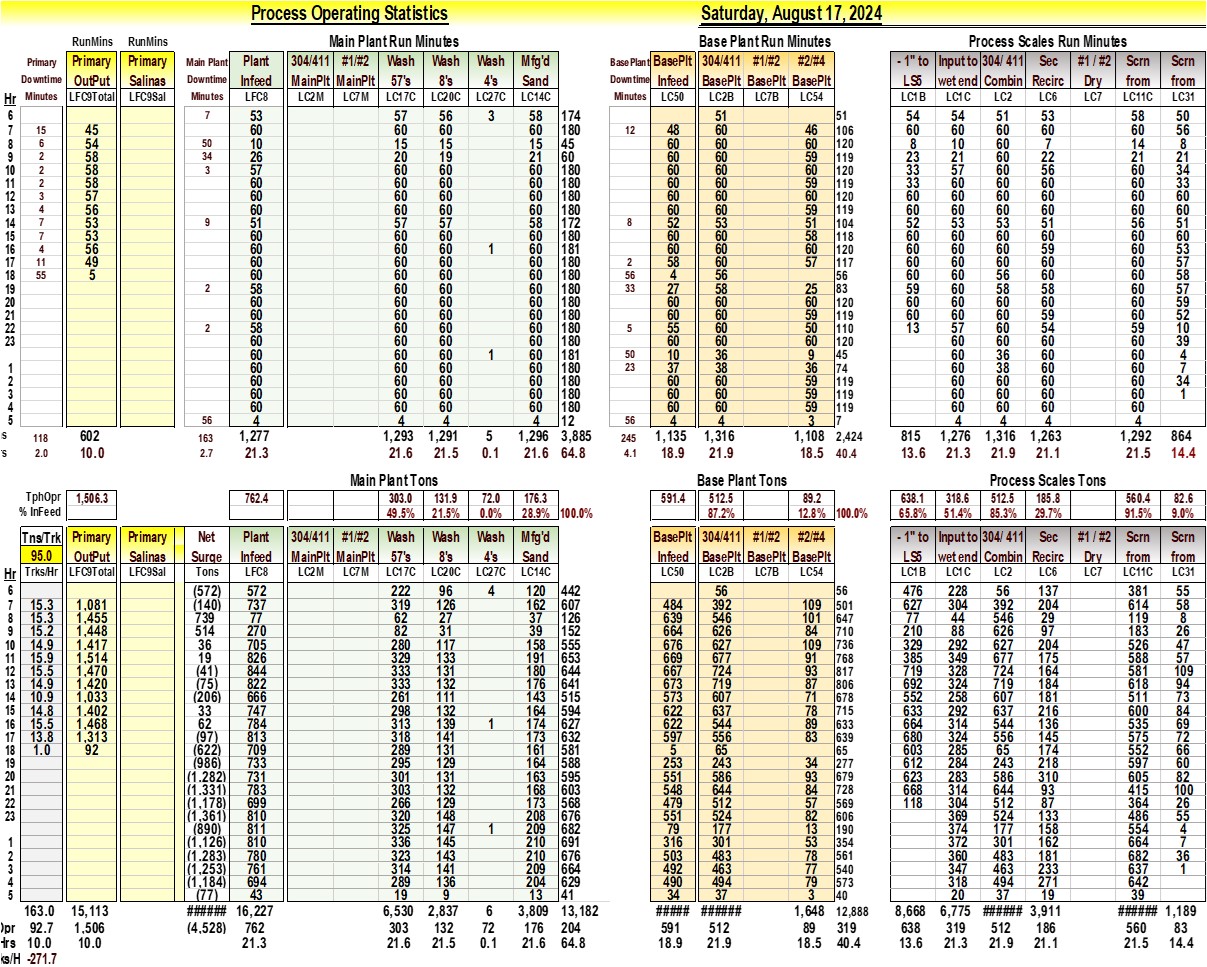 Process Operating Statistics Saturday, August 17, 2024
RunMins RunMins Main Plant Run Minutes Base Plant Run Minutes Process Scales Run Minutes
Primary Primary Primary Main Plant Plant 304/411 #1/#2 Wash Wash Wash Mfg'd BasePlant BasePlt 304/411 #1/#2 #2/#4 - 1" to Input to 304/ 411 Sec #1 / #2 Scrn Scrn
Downtime OutPut Salinas Downtime Infeed MainPlt MainPlt 57's 8's 4's Sand Downtime Infeed BasePlt BasePlt BasePlt LS5 wet end Combin Recirc Dry from from
Hr Minutes LFC9Total LFC9Sal Minutes LFC8 LC2M LC7M LC17C LC20C LC27C LC14C Minutes LC50 LC2B LC7B LC54 LC1B LC1C LC2 LC6 LC7 LC11C LC31
6 7 53 57 56 3 58 174 51 51 54 54 51 53 58 50
7 15 45 60 60 60 60 180 12 48 60 46 106 60 60 60 60 60 56
8 6 54 50 10 15 15 15 45 60 60 60 120 8 10 60 7 14 8
9 2 58 34 26 20 19 21 60 60 60 59 119 23 21 60 22 21 21
10 2 58 3 57 60 60 60 180 60 60 60 120 33 57 60 56 60 34
11 2 58 60 60 60 60 180 60 60 59 119 33 60 60 60 60 33
12 3 57 60 60 60 60 180 60 60 60 120 60 60 60 60 60 60
13 4 56 60 60 60 60 180 60 60 59 119 60 60 60 60 60 60
14 7 53 9 51 57 57 58 172 8 52 53 51 104 52 53 53 51 56 51
15 7 53 60 60 60 60 180 60 60 58 118 60 60 60 60 60 60
16 4 56 60 60 60 1 60 181 60 60 60 120 60 60 60 59 60 53
17 11 49 60 60 60 60 180 2 58 60 57 117 60 60 60 60 60 57
18 55 5 60 60 60 60 180 56 4 56 56 60 60 56 60 60 58
19 2 58 60 60 60 180 33 27 58 25 83 59 60 58 58 60 57
20 60 60 60 60 180 60 60 60 120 60 60 60 60 60 59
21 60 60 60 60 180 60 60 59 119 60 60 60 59 60 52
22 2 58 60 60 60 180 5 55 60 50 110 13 57 60 54 59 10
23 60 60 60 60 180 60 60 60 120 60 60 60 60 39
60 60 60 1 60 181 50 10 36 9 45 60 36 60 60 4
1 60 60 60 60 180 23 37 38 36 74 60 38 60 60 7
2 60 60 60 60 180 60 60 59 119 60 60 60 60 34
3 60 60 60 60 180 60 60 59 119 60 60 60 60 1
4 60 60 60 60 180 60 60 59 119 60 60 60 60
5 56 4 4 4 4 12 56 4 4 3 7 4 4 4 4
s 118 602 163 1,277 1,293 1,291 5 1,296 3,885 245 1,135 1,316 1,108 2,424 815 1,276 1,316 1,263 1,292 864
's 2.0 10.0 2.7 21.3 21.6 21.5 0.1 21.6 64.8 4.1 18.9 21.9 18.5 40.4 13.6 21.3 21.9 21.1 21.5 14.4
Main Plant Tons Base Plant Tons Process Scales Tons
TphOpr 1,506.3 762.4 303.0 131.9 72.0 176.3 591.4 512.5 89.2 638.1 318.6 512.5 185.8 560.4 82.6
% InFeed 49.5% 21.5% 0.0% 28.9% 100.0% 87.2% 12.8% 100.0% 65.8% 51.4% 85.3% 29.7% 91.5% 9.0%
Tns/Trk Primary Primary Net Plant 304/411 #1/#2 Wash Wash Wash Mfg'd BasePlt 304/411 #1/#2 #2/#4 - 1" to Input to 304/ 411 Sec #1 / #2 Scrn Scrn
95.0 OutPut Salinas Surge Infeed MainPlt MainPlt 57's 8's 4's Sand Infeed BasePlt BasePlt BasePlt LS5 wet end Combin Recirc Dry from from
Hr Trks/Hr LFC9Total LFC9Sal Tons LFC8 LC2M LC7M LC17C LC20C LC27C LC14C LC50 LC2B LC7B LC54 LC1B LC1C LC2 LC6 LC7 LC11C LC31
6 (572) 572 222 96 4 120 442 56 56 476 228 56 137 381 55
7 15.3 1,081 (140) 737 319 126 162 607 484 392 109 501 627 304 392 204 614 58
8 15.3 1,455 739 77 62 27 37 126 639 546 101 647 77 44 546 29 119 8
9 15.2 1,448 514 270 82 31 39 152 664 626 84 710 210 88 626 97 183 26
10 14.9 1,417 36 705 280 117 158 555 676 627 109 736 329 292 627 204 526 47
11 15.9 1,514 19 826 329 133 191 653 669 677 91 768 385 349 677 175 588 57
12 15.5 1,470 (41) 844 333 131 180 644 667 724 93 817 719 328 724 164 581 109
13 14.9 1,420 (75) 822 333 132 176 641 673 719 87 806 692 324 719 184 618 94
14 10.9 1,033 (206) 666 261 111 143 515 573 607 71 678 552 258 607 181 511 73
15 14.8 1,402 33 747 298 132 164 594 622 637 78 715 633 292 637 216 600 84
16 15.5 1,468 62 784 313 139 1 174 627 622 544 89 633 664 314 544 136 535 69
17 13.8 1,313 (97) 813 318 141 173 632 597 556 83 639 680 324 556 145 575 72
18 1.0 92 (622) 709 289 131 161 581 5 65 65 603 285 65 174 552 66
19 (986) 733 295 129 164 588 253 243 34 277 612 284 243 218 597 60
20 (1,282) 731 301 131 163 595 551 586 93 679 623 283 586 310 605 82
21 (1,331) 783 303 132 168 603 548 644 84 728 668 314 644 93 415 100
22 (1,178) 699 266 129 173 568 479 512 57 569 118 304 512 87 364 26
23 (1,361) 810 320 148 208 676 551 524 82 606 369 524 133 486 55
(890) 811 325 147 1 209 682 79 177 13 190 374 177 158 554 4
1 (1,126) 810 336 145 210 691 316 301 53 354 372 301 162 664 7
2 (1,283) 780 323 143 210 676 503 483 78 561 360 483 181 682 36
3 (1,253) 761 314 141 209 664 492 463 77 540 347 463 233 637 1
4 (1,184) 694 289 136 204 629 490 494 79 573 318 494 271 642
5 (77) 43 19 9 13 41 34 37 3 40 20 37 19 39
163.0 15,113 ###### 16,227 6,530 2,837 6 3,809 13,182 ##### ###### 1,648 12,888 8,668 6,775 ###### 3,911 ###### 1,189
Opr 92.7 1,506 (4,528) 762 303 132 72 176 204 591 512 89 319 638 319 512 186 560 83
Hrs 10.0 10.0 21.3 21.6 21.5 0.1 21.6 64.8 18.9 21.9 18.5 40.4 13.6 21.3 21.9 21.1 21.5 14.4
ks/H -271.7